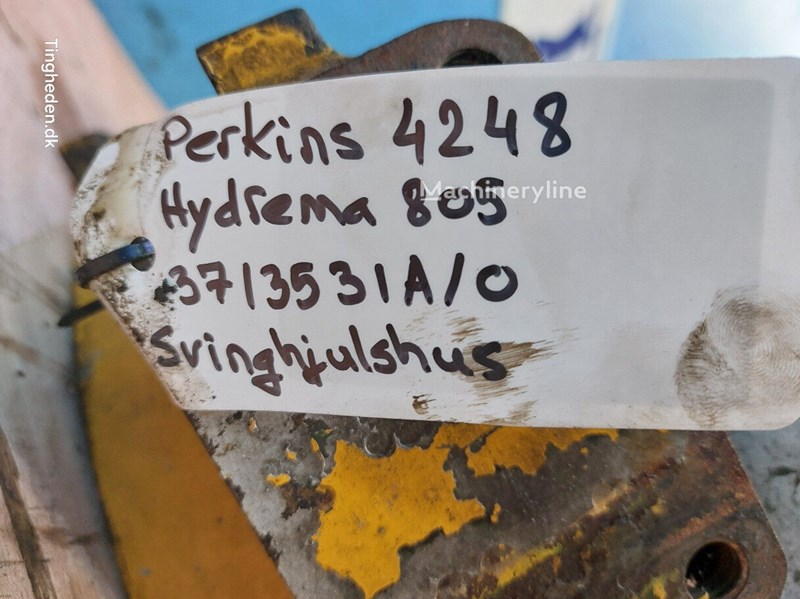 Tingheden.dk
Perkins 4248
Machineryline
Hydrema 805
3713531A/0
Svinghjulshus